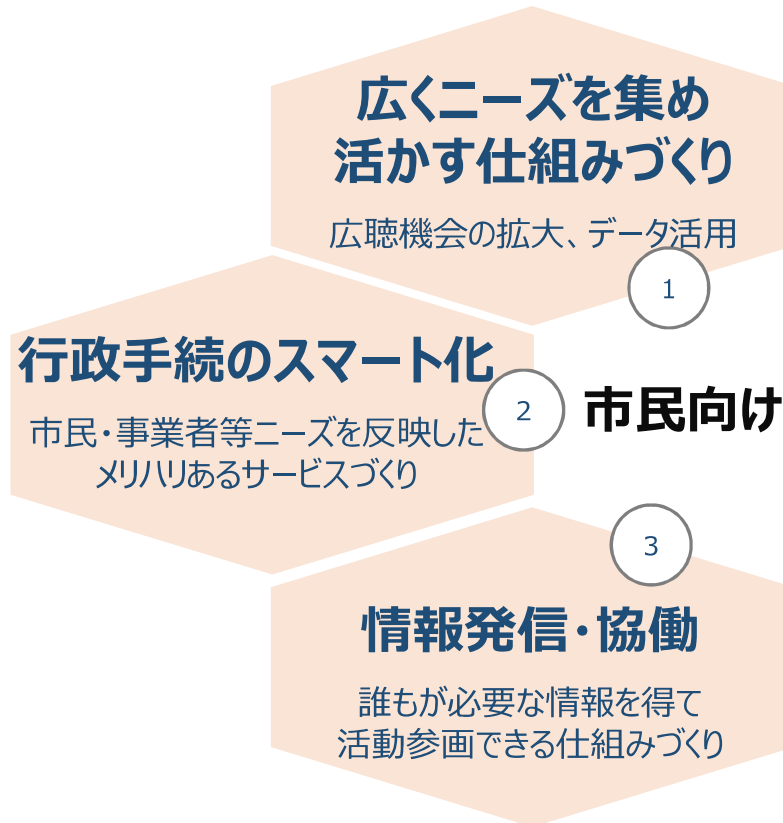 広くニーズを集め
活かす仕組みづくり
広聴機会の拡大、データ活用
1
行政手続のスマート化
市民・事業者等ニーズを反映した
メリハリあるサービスづくり
2
市民向け
3
情報発信・協働
誰もが必要な情報を得て
活動参画できる仕組みづくり